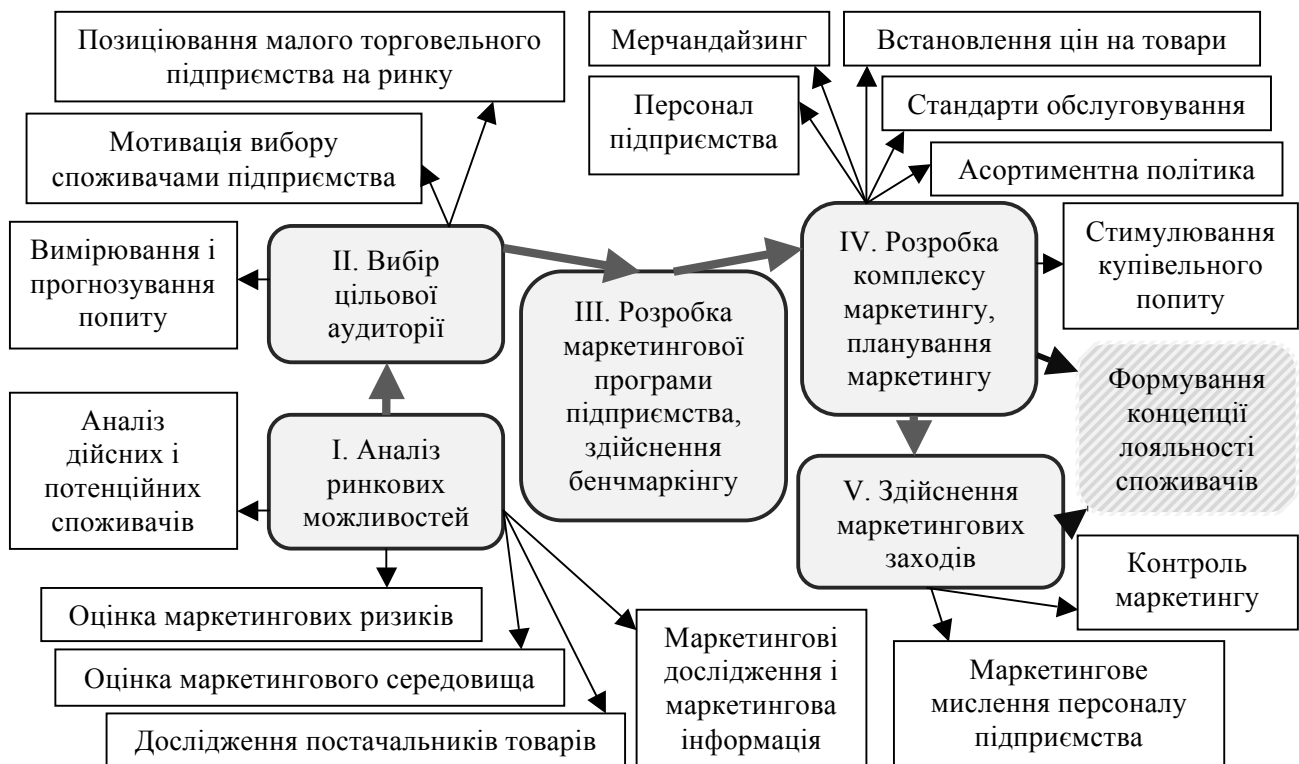 Позиціювання малого торговельного
підприємства на ринку
Мерчандайзинг
Встановлення цін на товари
Персонал
підприємства
Стандарти обслуговування
Мотивація вибору
споживачами підприємства
Асортиментна політика
Вимірювання і
прогнозування
попиту
ІІ. Вибір
цільової
аудиторії
ІІІ. Розробка
маркетингової
програми
підприємства,
здійснення
бенчмаркінгу
IV. Розробка
комплексу
маркетингу,
планування
маркетингу
Стимулювання
купівельного
попиту
Формування
концепції
лояльності
споживачів
Аналіз
дійсних і
потенційних
споживачів
І. Аналіз
ринкових
можливостей
V. Здійснення
маркетингових
заходів
Контроль
маркетингу
Оцінка маркетингових ризиків
Оцінка маркетингового середовища
Дослідження постачальників товарів
Маркетингові
дослідження і
маркетингова
інформація
Маркетингове
мислення персоналу
підприємства